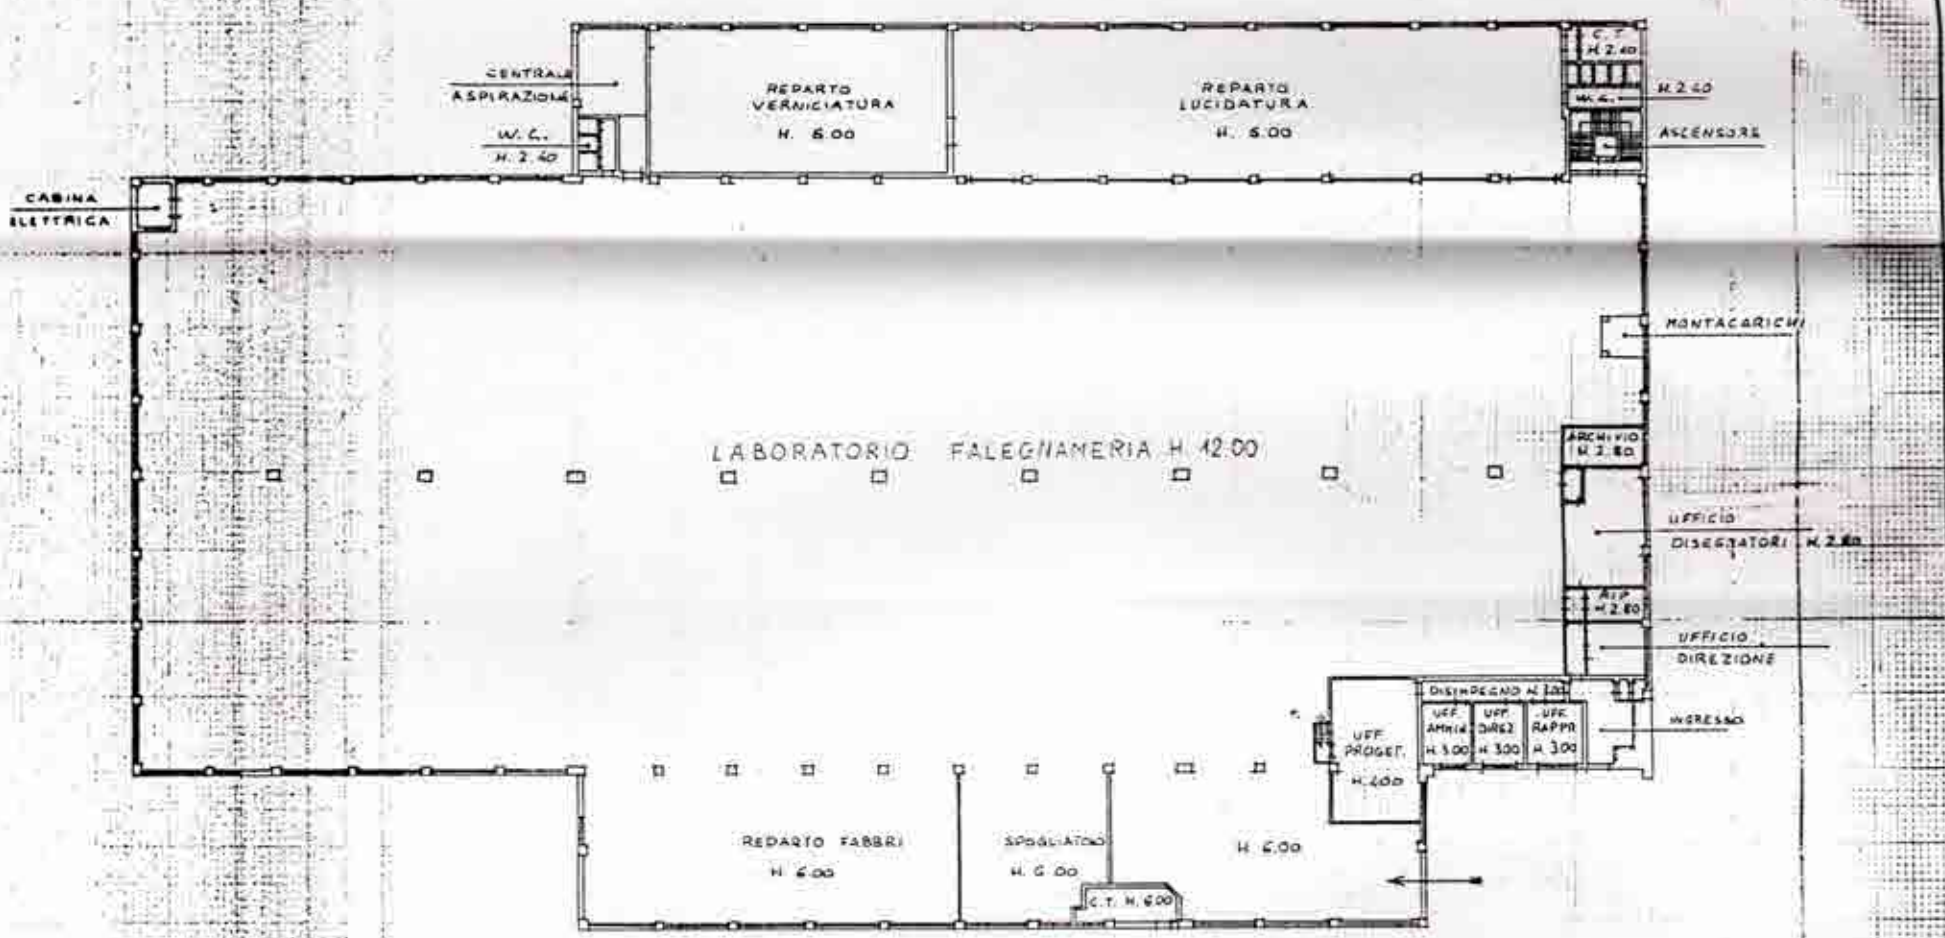 C.T.
H 2.40
CENTRALE
ASPIRAZIONE
REPARTO
VERNICIATURA
H. 6.00
REPARTO
LUCIDATURA
H. 6.00
W.C.
H 2.40
W.C.
H. 2.40
ASCENSORE
CABINA
ELETTRICA
MONTACARICHI
LABORATORIO FALEGNAMERIA H 12.00
ARCHIVIO
H 2.80
UFFICIO
DISEGNATORI H 2.80
RIP
H 2.80
UFFICIO
DIREZIONE
DISIMPEGNO H 3.00
UFF.
AMMIN
H 3.00
UFF.
DIREZ
H 3.00
UFF.
RAPPR
H 3.00
INGRESSO
UFF.
PROGET.
H. 4.00
REPARTO FABBRI
H. 6.00
SPOGLIATOIO
H. 6.00
H 6.00
C.T. H. 6.00